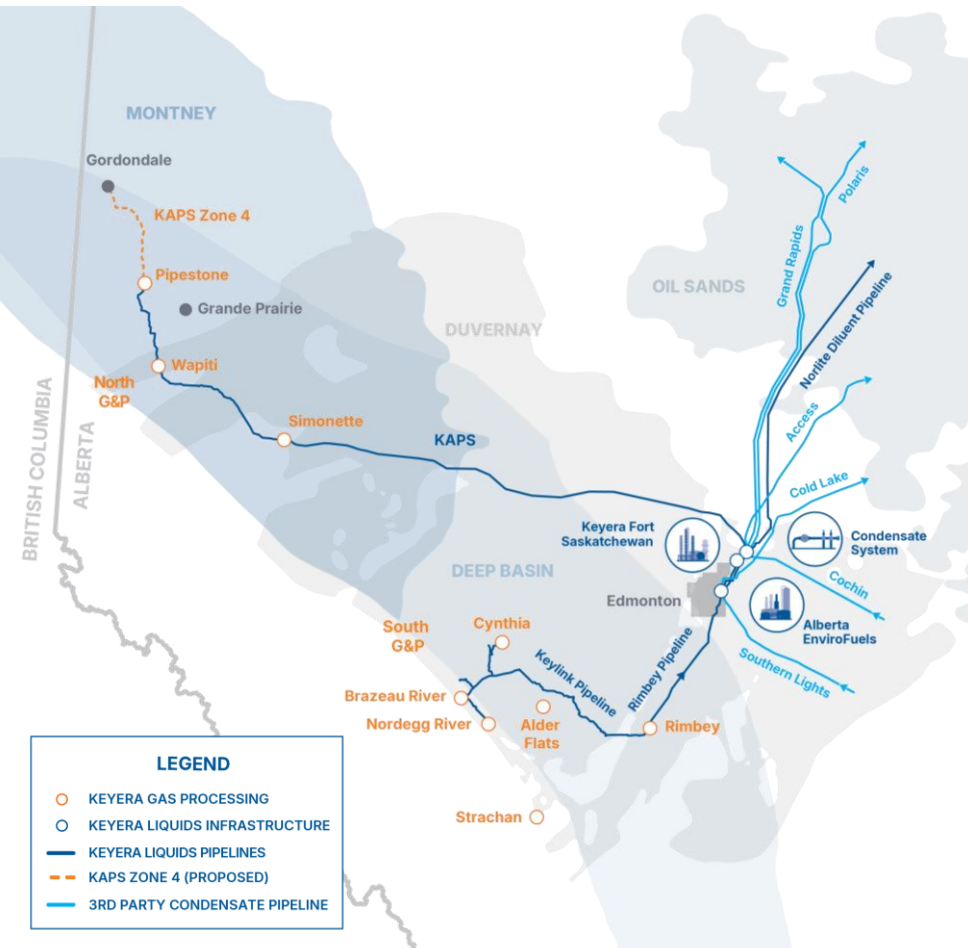 MONTNEY
Gordondale
KAPS Zone 4
Pipestone
Grande Prairie
Wapiti
North
G&P
Simonette
KAPS
BRITISH COLUMBIA
ALBERTA
DUVERNAY
OIL SANDS
Polaris
Grand Rapids
Norlite Diluent Pipeline
Access
Cold Lake
Keyera Fort
Saskatchewan
Condensate
System
DEEP BASIN
Edmonton
Cochin
Alberta
EnviroFuels
Southern Lights
South
G&P
Cynthia
Keylink Pipeline
Rimbey Pipeline
Brazeau River
Nordegg River
Alder
Flats
Rimbey
Strachan
LEGEND
KEYERA GAS PROCESSING
KEYERA LIQUIDS INFRASTRUCTURE
KEYERA LIQUIDS PIPELINES
KAPS ZONE 4 (PROPOSED)
3RD PARTY CONDENSATE PIPELINE